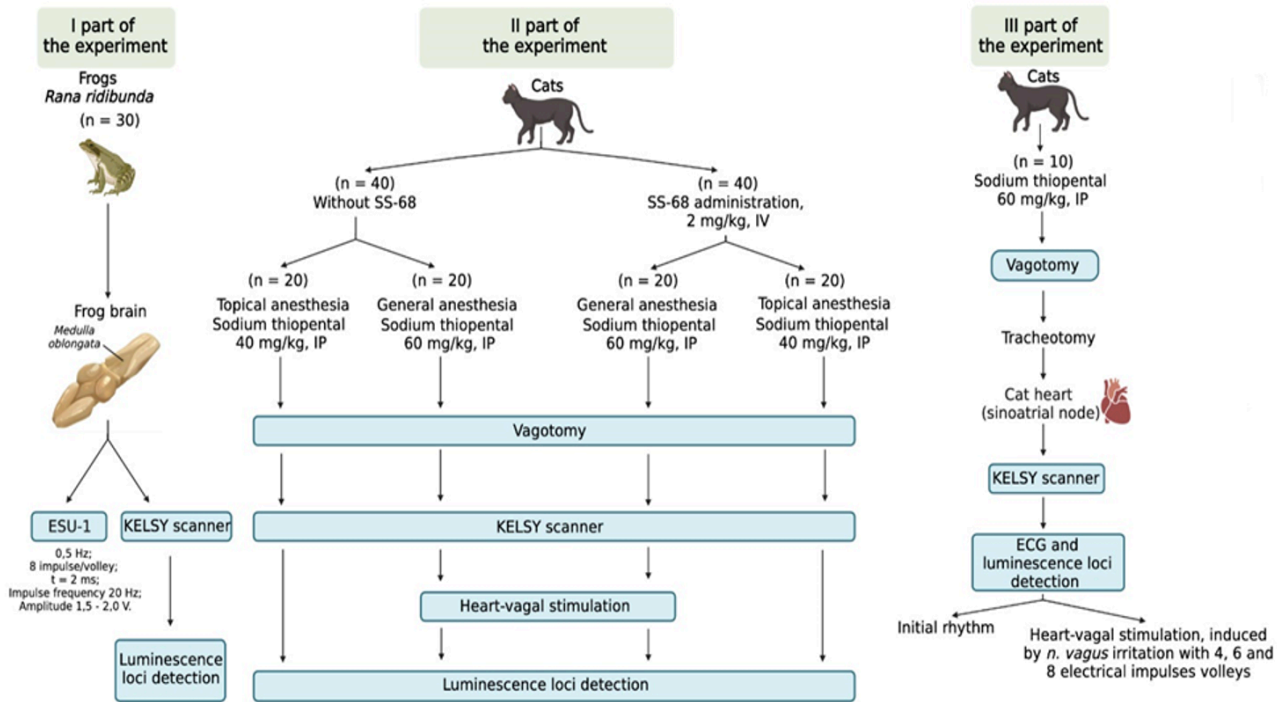 I part of
the experiment
Frogs
Rana ridibunda
(n = 30)
Frog brain
Medulla
oblongata
ESU-1
KELSY scanner
0,5 Hz;
8 impulse/volley;
t = 2 ms;
Impulse frequency 20 Hz;
Amplitude 1,5 - 2,0 V.
Luminescence
loci detection
II part of
the experiment
Cats
(n = 40)
Without SS-68
(n = 40)
SS-68 administration,
2 mg/kg, IV
(n = 20)
Topical anesthesia
Sodium thiopental
40 mg/kg, IP
(n = 20)
General anesthesia
Sodium thiopental
60 mg/kg, IP
(n = 20)
General anesthesia
Sodium thiopental
60 mg/kg, IP
(n = 20)
Topical anesthesia
Sodium thiopental
40 mg/kg, IP
Vagotomy
KELSY scanner
Heart-vagal stimulation
Luminescence loci detection
III part of
the experiment
Cats
(n = 10)
Sodium thiopental
60 mg/kg, IP
Vagotomy
Tracheotomy
Cat heart
(sinoatrial node)
KELSY scanner
ECG and
luminescence loci
detection
Initial rhythm
Heart-vagal stimulation, induced
by n. vagus irritation with 4, 6 and
8 electrical impulses volleys